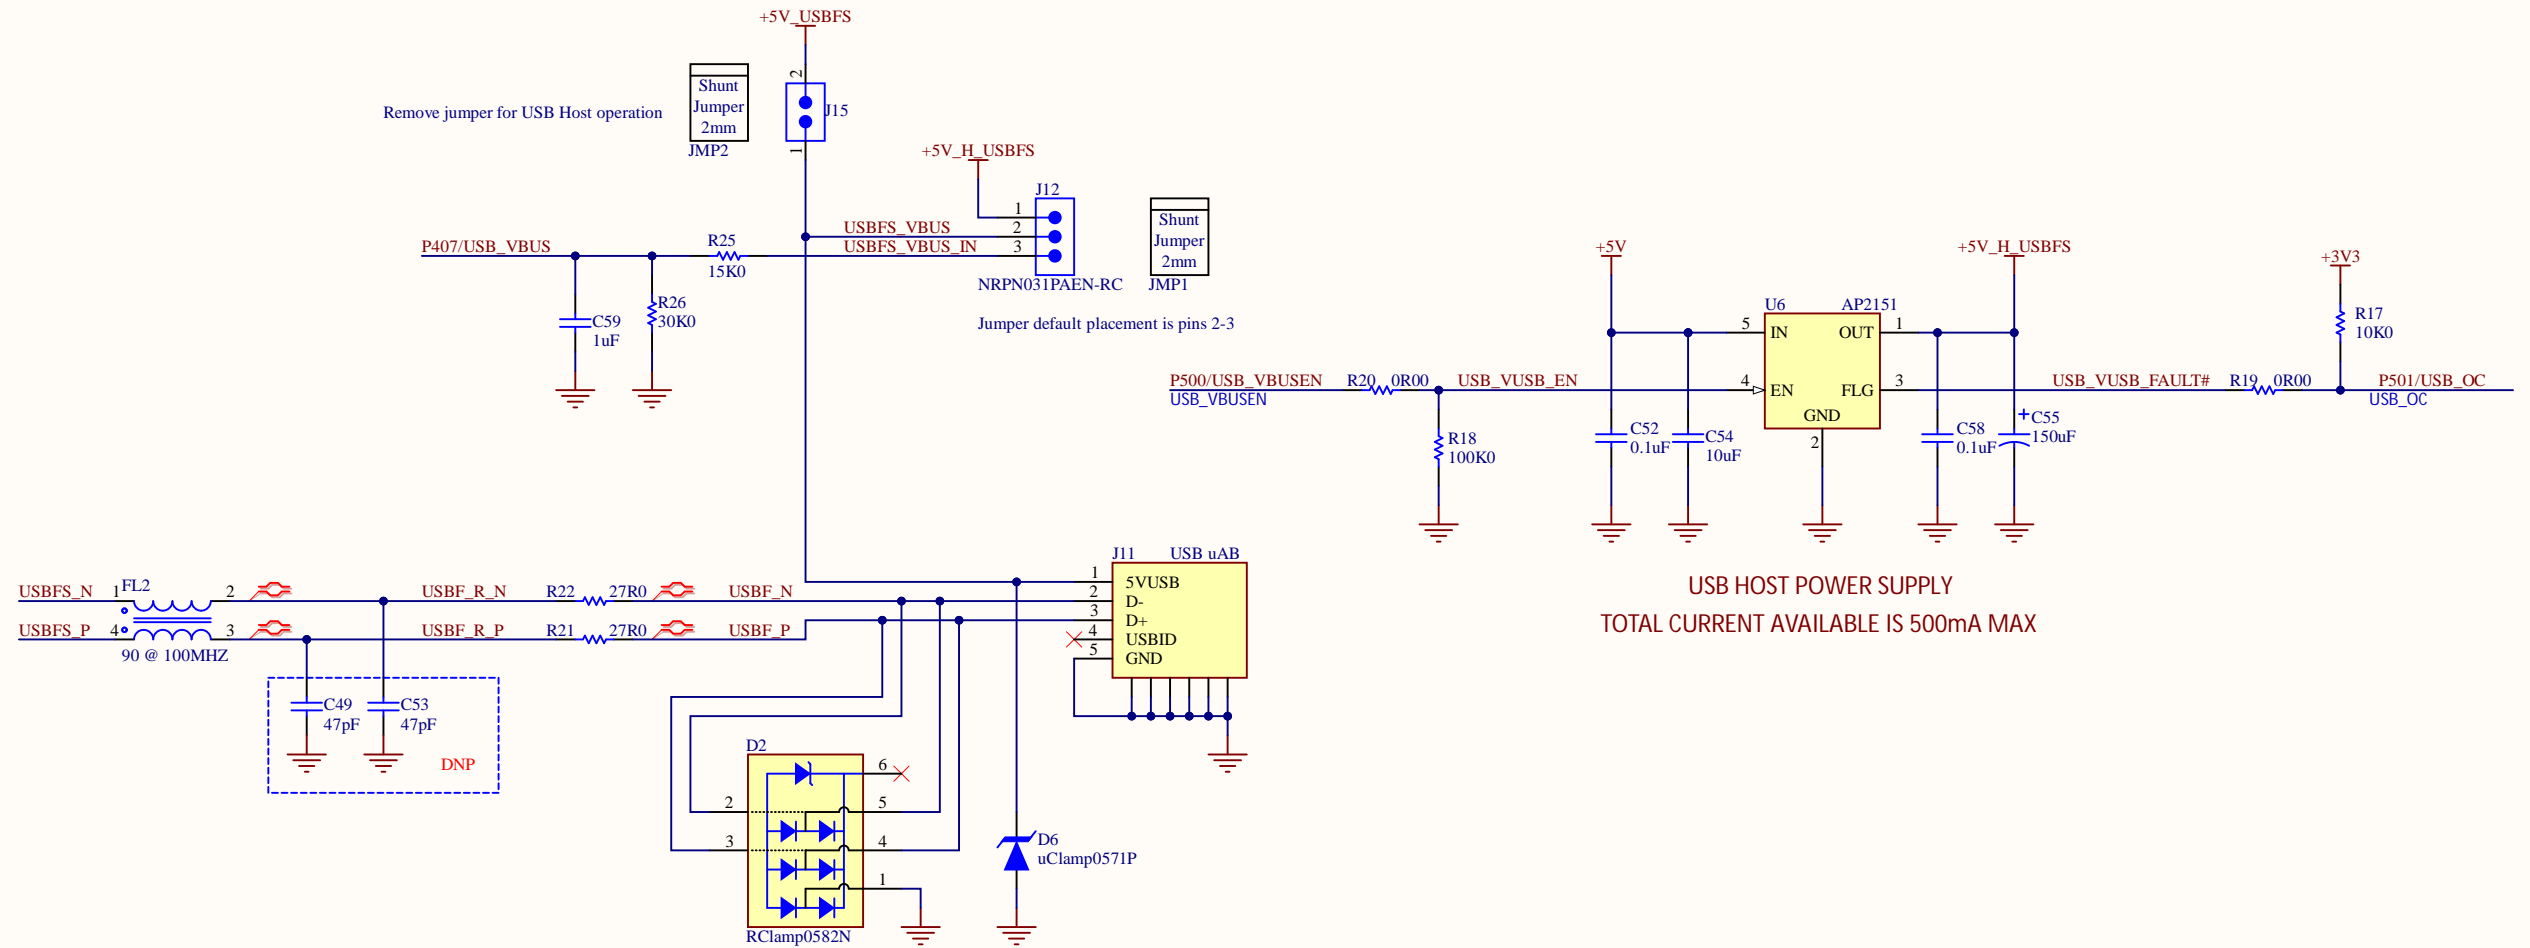 +5V_USBFS
2
J15
1
Shunt
Jumper
2mm
JMP2
Remove jumper for USB Host operation
+5V_H_USBFS
J12
1
2
3
USBFS_VBUS
USBFS_VBUS_IN
NRPN031PAEN-RC
Shunt
Jumper
2mm
JMP1
Jumper default placement is pins 2-3
P407/USB_VBUS
R25
15K0
C59
1uF
R26
30K0
+5V
+5V_H_USBFS
+3V3
U6
AP2151
5
IN
OUT
1
4
EN
FLG
3
GND
2
R17
10K0
P500/USB_VBUSEN
USB_VBUSEN
R20
0R00
USB_VUSB_EN
USB_VUSB_FAULT#
R19
0R00
P501/USB_OC
USB_OC
R18
100K0
C52
0.1uF
C54
10uF
C58
0.1uF
+
C55
150uF
USB HOST POWER SUPPLY
TOTAL CURRENT AVAILABLE IS 500mA MAX
USBFS_N
1
FL2
2
USBF_R_N
R22
27R0
USBF_N
USBFS_P
4
3
USBF_R_P
R21
27R0
USBF_P
90 @ 100MHZ
C49
47pF
C53
47pF
DNP
J11
USB uAB
1
5VUSB
2
D-
3
D+
4
USBID
5
GND
D2
6
2
5
3
4
1
RClamp0582N
D6
uClamp0571P